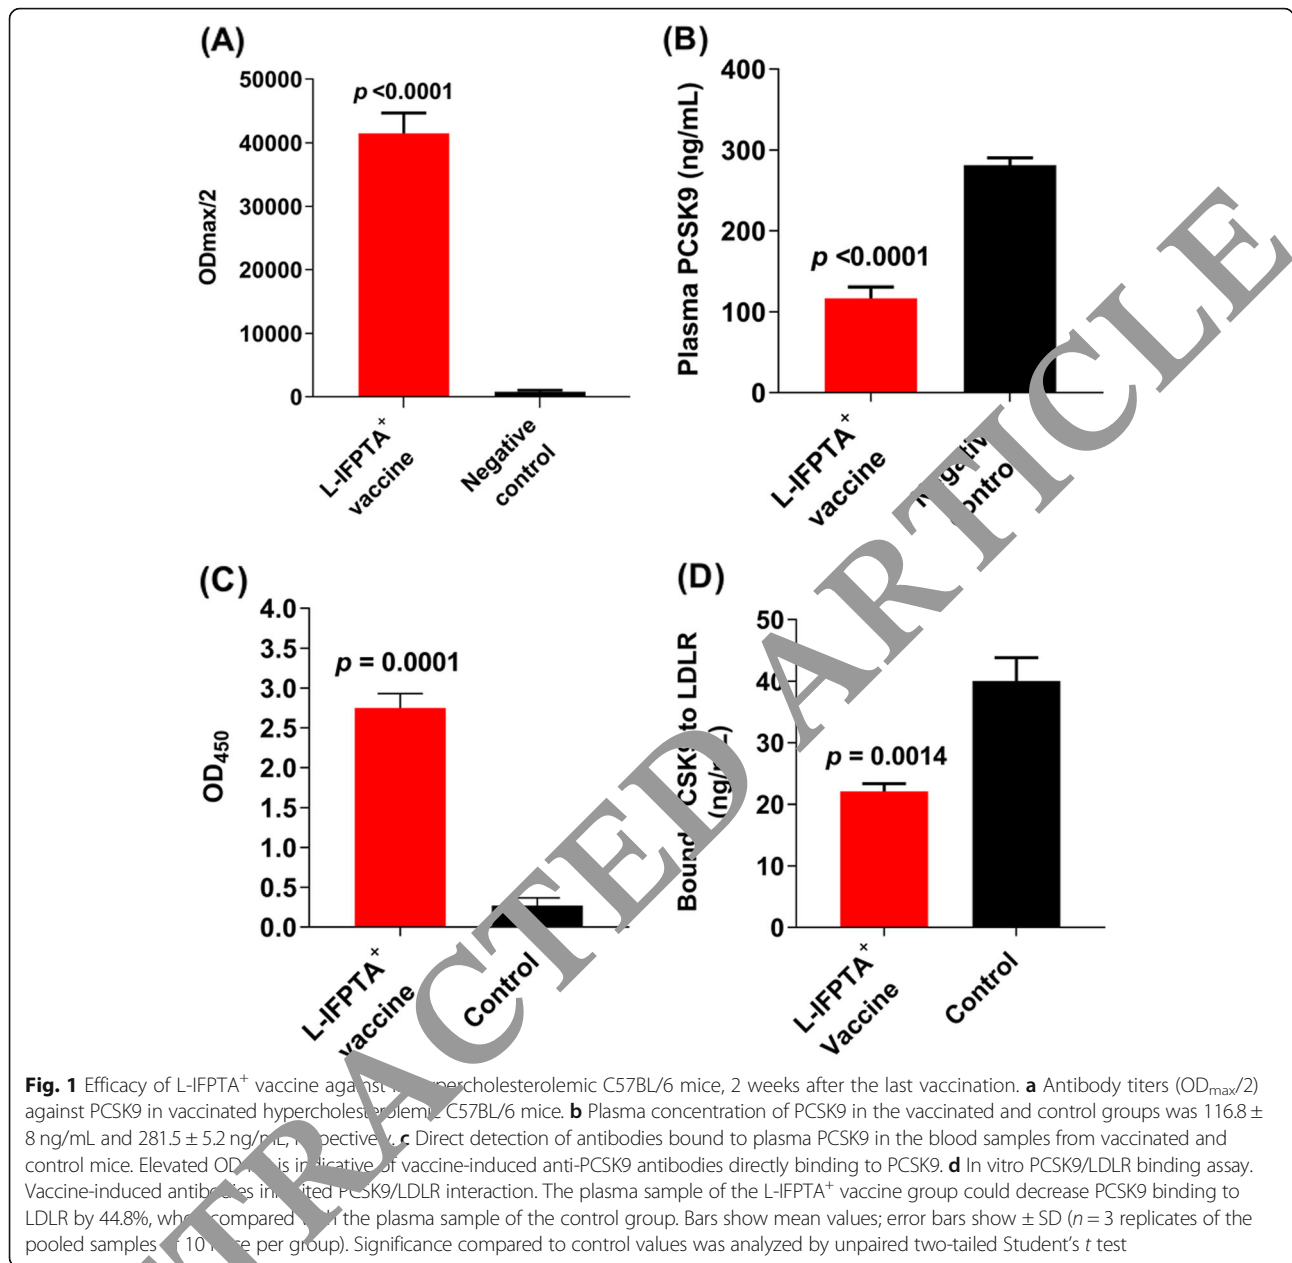 (A)
50000
40000
30000
20000
10000
0
ODmax/2
p <0.0001
L-IFPTA+
vaccine
Negative
control
(B)
400
300
200
100
0
Plasma PCSK9 (ng/mL)
p <0.0001
L-IFPTA+
vaccine
(C)
4.0
3.5
3.0
2.5
2.0
1.5
1.0
0.5
0.0
OD450
p = 0.0001
L-IFPTA+
vaccine
Control
(D)
50
40
30
20
10
0
Bound to LDLR
p = 0.0014
L-IFPTA+
Vaccine
Control
RACTED ARTICLE
Fig. 1 Efficacy of L-IFPTA+ vaccine against C57BL/6 mice, 2 weeks after the last vaccination. a Antibody titers (ODmax/2)
against PCSK9 in vaccinated hypercholesterolemic C57BL/6 mice. b Plasma concentration of PCSK9 in the vaccinated and control groups was 116.8 ±
8 ng/mL and 281.5 ± 5.2 ng/mL, respectively. c Direct detection of antibodies bound to plasma PCSK9 in the blood samples from vaccinated and
control mice. Elevated is indicative of vaccine-induced anti-PCSK9 antibodies directly binding to PCSK9. d In vitro PCSK9/LDLR binding assay.
Vaccine-induced antibodies inhibited PCSK9/LDLR interaction. The plasma sample of the L-IFPTA+ vaccine group could decrease PCSK9 binding to
LDLR by 44.8%, when compared with the plasma sample of the control group. Bars show mean values; error bars show ± SD (n = 3 replicates of the
pooled samples 10 mice per group). Significance compared to control values was analyzed by unpaired two-tailed Student's t test